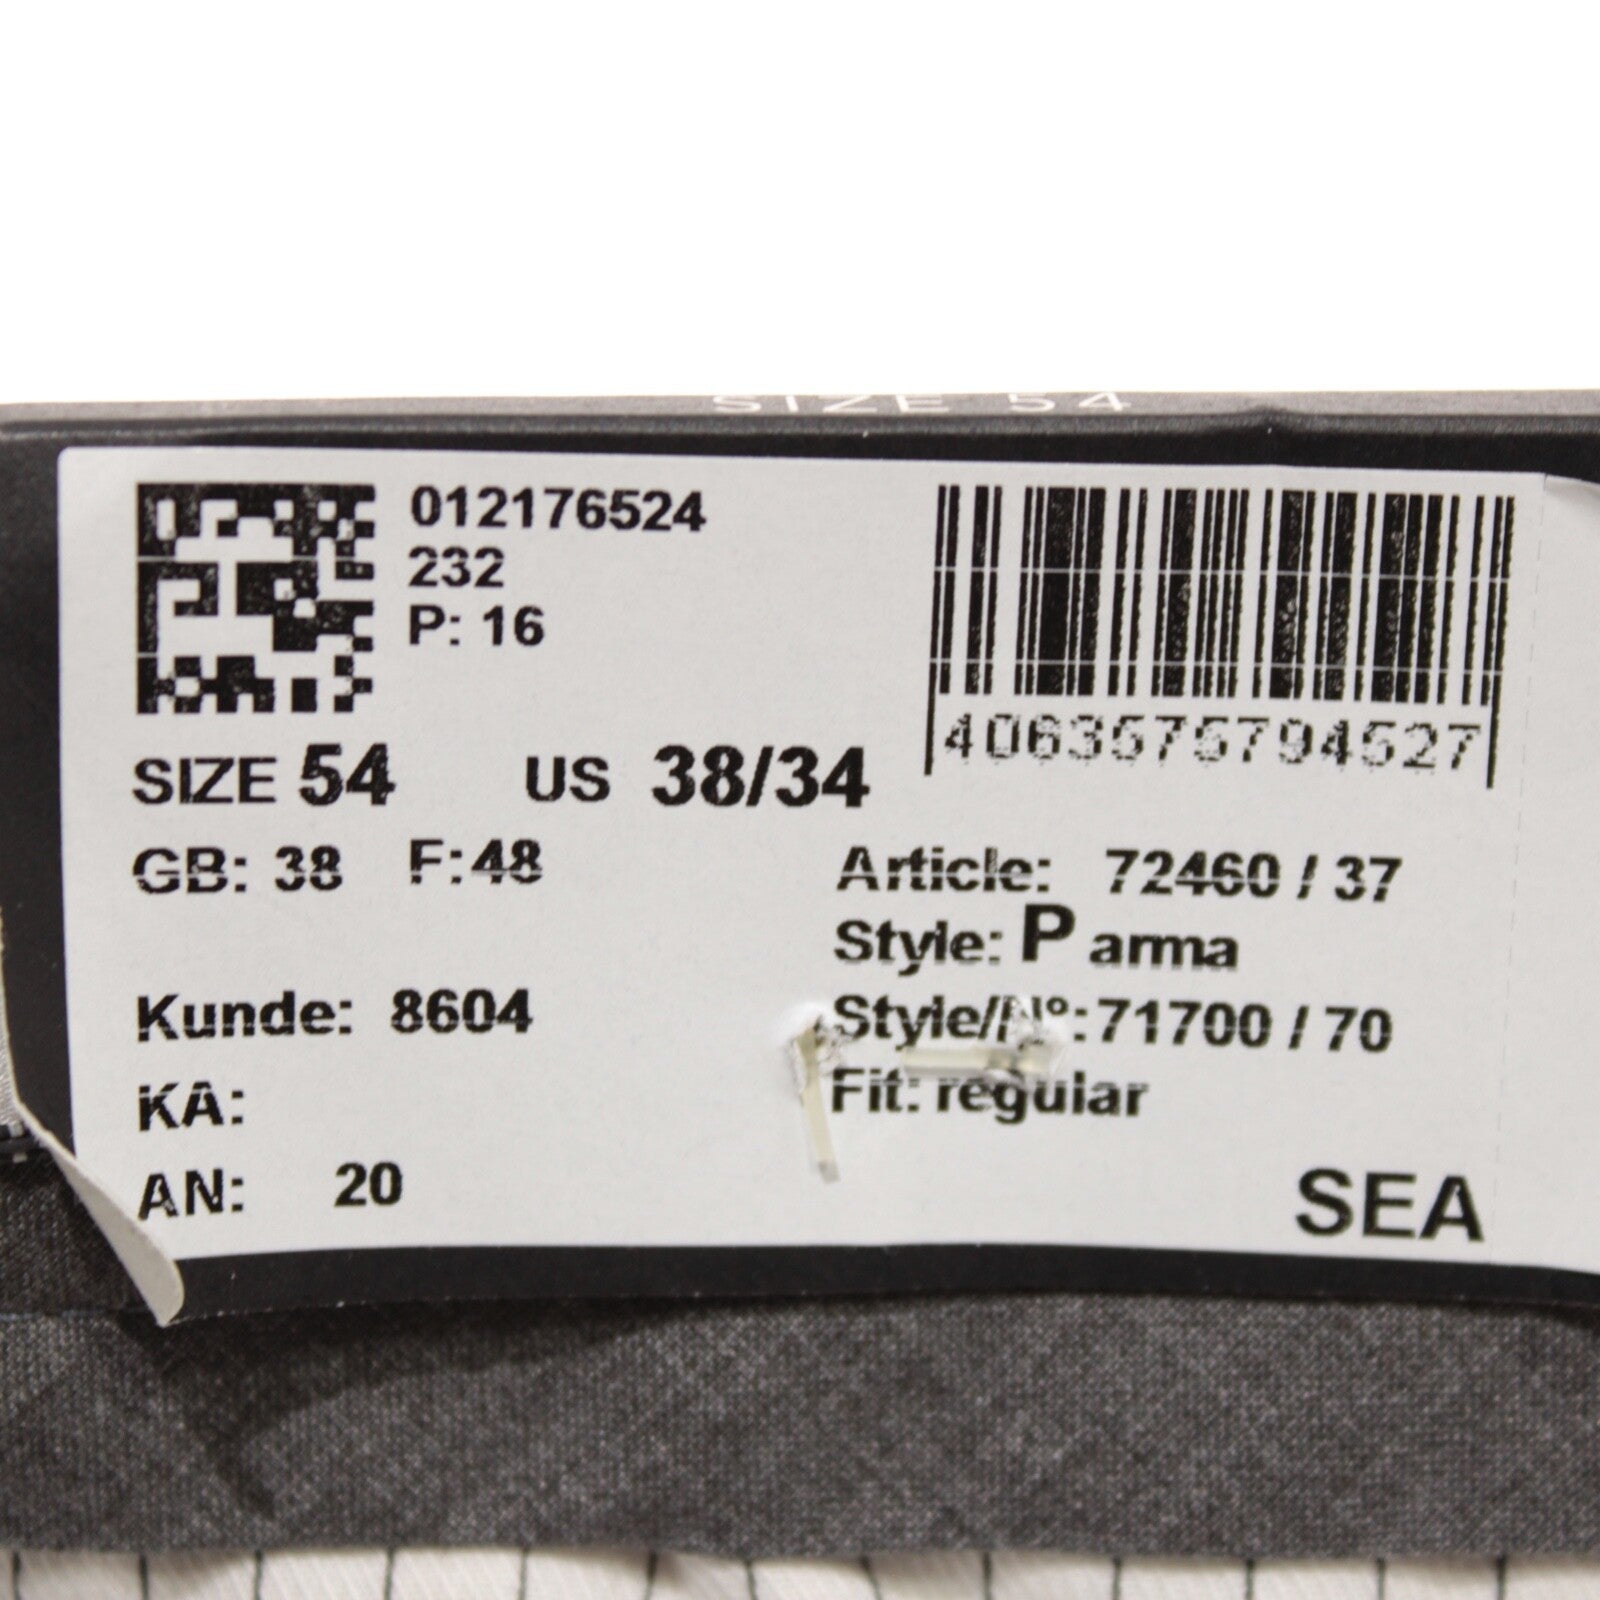 SIZE 54
012176524
232
P: 16
4063575794527
SIZE 54 US 38/34
GB: 38 F: 48
Article: 72460 / 37
Style: Parma
Kunde: 8604
Style/N°: 71700 / 70
KA:
Fit: regular
AN: 20
SEA